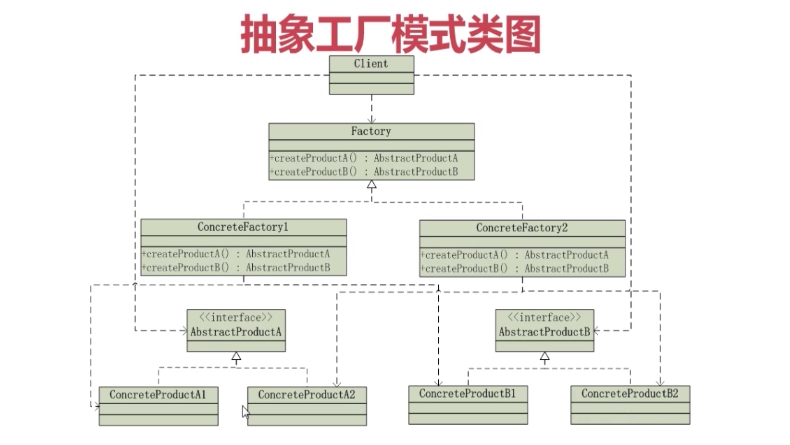 抽象工厂模式类图
Client
Factory
+createProductA() : AbstractProductA
+createProductB() : AbstractProductB
ConcreteFactory1
+createProductA() : AbstractProductA
+createProductB() : AbstractProductB
ConcreteFactory2
+createProductA() : AbstractProductA
+createProductB() : AbstractProductB
<<interface>>
AbstractProductA
<<interface>>
AbstractProductB
ConcreteProductA1
ConcreteProductA2
ConcreteProductB1
ConcreteProductB2